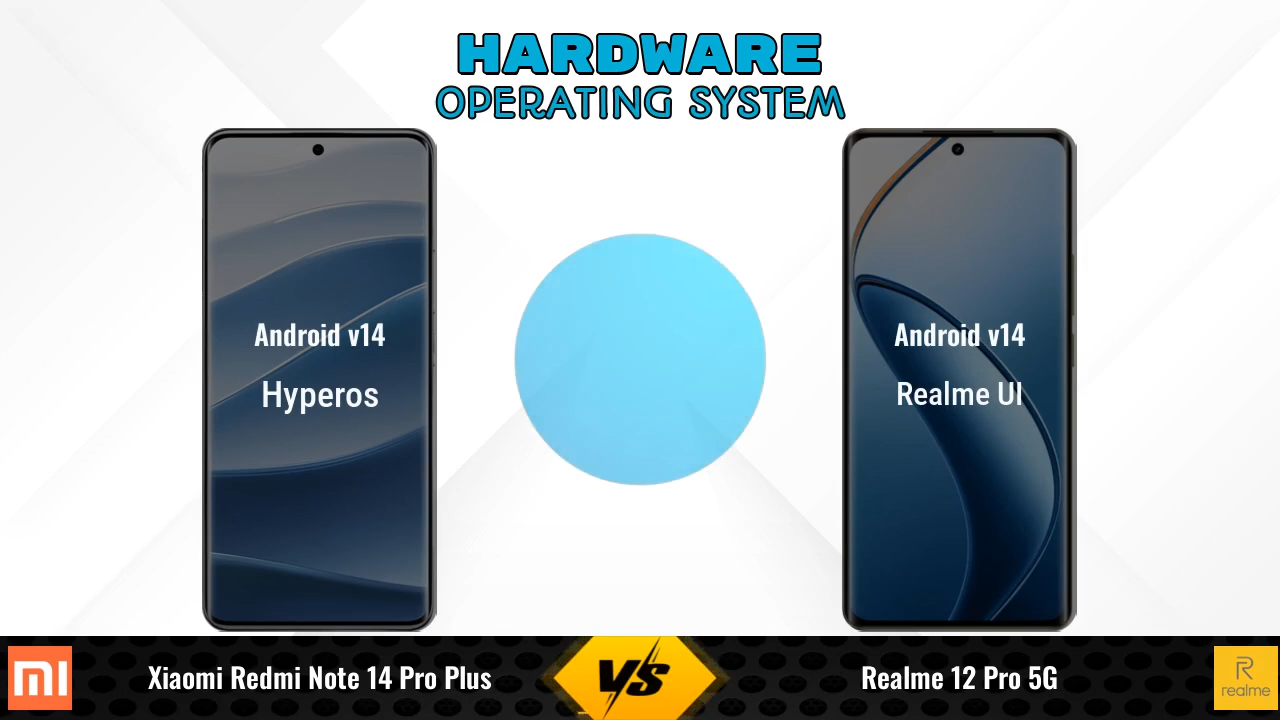 HARDWARE
OPERATING SYSTEM
Android v14
Hyperos
Android v14
Realme UI
mi
Xiaomi Redmi Note 14 Pro Plus
VS
Realme 12 Pro 5G
R
realme